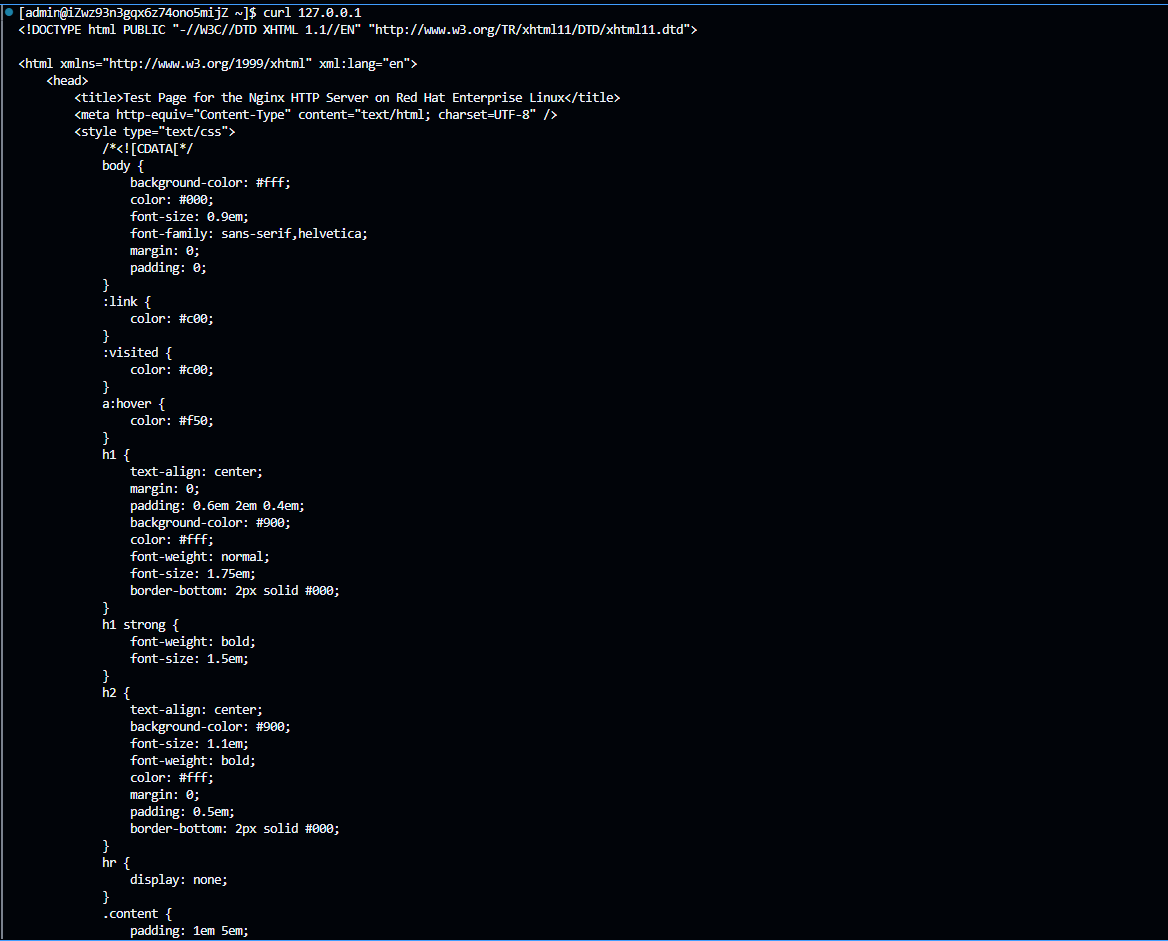 [admin@iZwz93n3gqx6z74ono5mijZ ~]$ curl 127.0.0.1
<!DOCTYPE html PUBLIC "-//W3C//DTD XHTML 1.1//EN" "http://www.w3.org/TR/xhtml11/DTD/xhtml11.dtd">
<html xmlns="http://www.w3.org/1999/xhtml" xml:lang="en">
    <head>
        <title>Test Page for the Nginx HTTP Server on Red Hat Enterprise Linux</title>
        <meta http-equiv="Content-Type" content="text/html; charset=UTF-8" />
        <style type="text/css">
            /*<![CDATA[*/
            body {
                background-color: #fff;
                color: #000;
                font-size: 0.9em;
                font-family: sans-serif,helvetica;
                margin: 0;
                padding: 0;
            }
            :link {
                color: #c00;
            }
            :visited {
                color: #c00;
            }
            a:hover {
                color: #f50;
            }
            h1 {
                text-align: center;
                margin: 0;
                padding: 0.6em 2em 0.4em;
                background-color: #900;
                color: #fff;
                font-weight: normal;
                font-size: 1.75em;
                border-bottom: 2px solid #000;
            }
            h1 strong {
                font-weight: bold;
                font-size: 1.5em;
            }
            h2 {
                text-align: center;
                background-color: #900;
                font-size: 1.1em;
                font-weight: bold;
                color: #fff;
                margin: 0;
                padding: 0.5em;
                border-bottom: 2px solid #000;
            }
            hr {
                display: none;
            }
            .content {
                padding: 1em 5em;